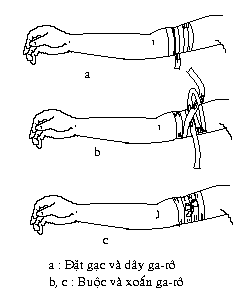 a
b
c
a : Đặt gạc và dây ga-rô
b, c : Buộc và xoắn ga-rô